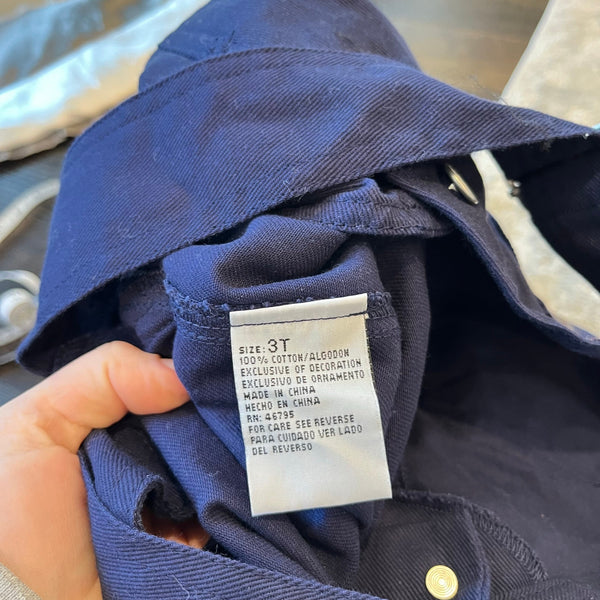 SIZE: 3T
100% COTTON/ALGODON
EXCLUSIVE OF DECORATION
EXCLUSIVO DE ORNAMENTO
MADE IN CHINA
HECHO EN CHINA
RN: 46795
FOR CARE SEE REVERSE
PARA CUIDADO VER LADO
DEL REVERSO